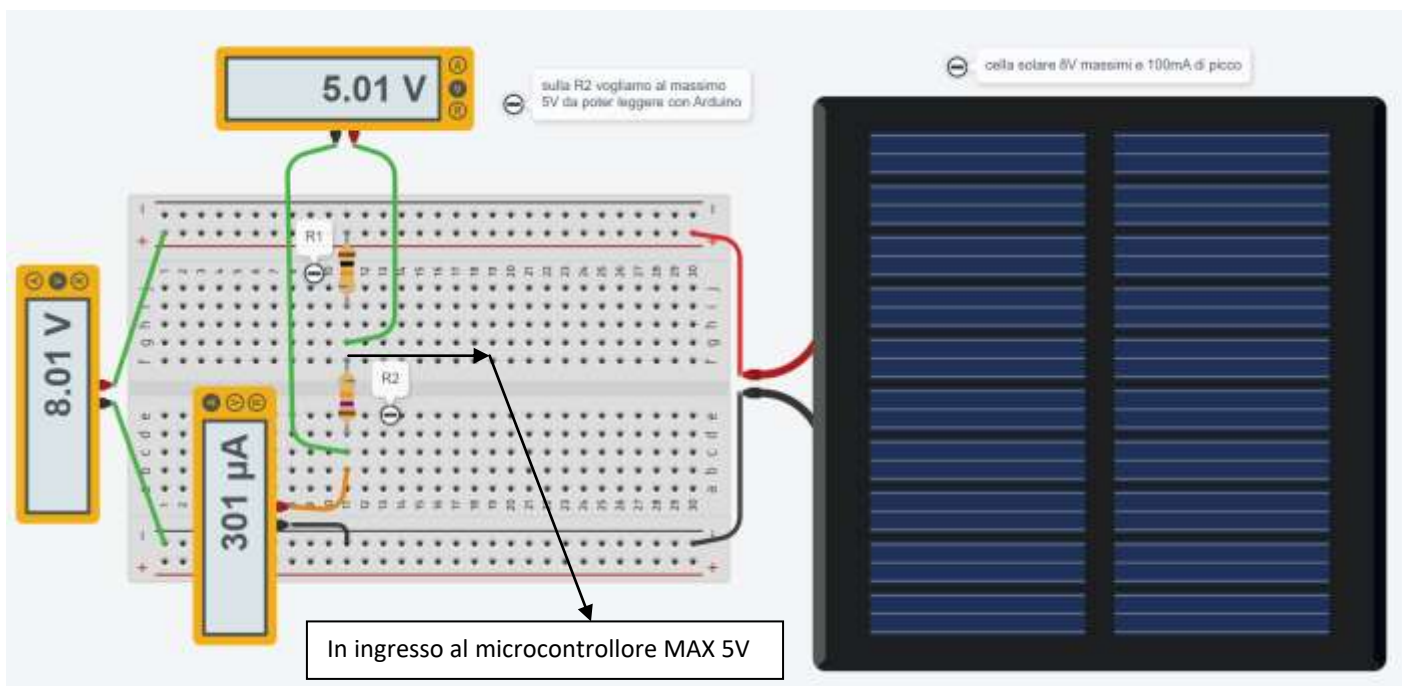 5.01 V
sulla R2 vogliamo al massimo
5V da poter leggere con Arduino
cella solare 8V massimi e 100mA di picco
R1
8.01 V
R2
301 µA
In ingresso al microcontrollore MAX 5V